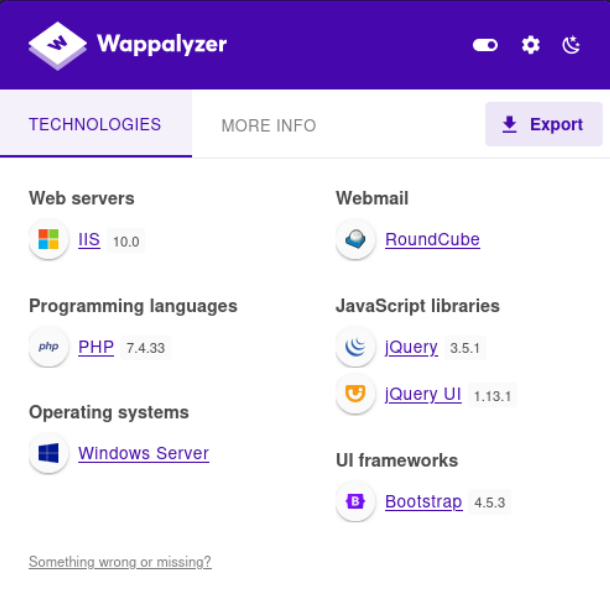 Wappalyzer
TECHNOLOGIES
MORE INFO
Export
Web servers
IIS 10.0
Programming languages
php PHP 7.4.33
Operating systems
Windows Server
Webmail
RoundCube
JavaScript libraries
jQuery 3.5.1
jQuery UI 1.13.1
UI frameworks
B Bootstrap 4.5.3
Something wrong or missing?